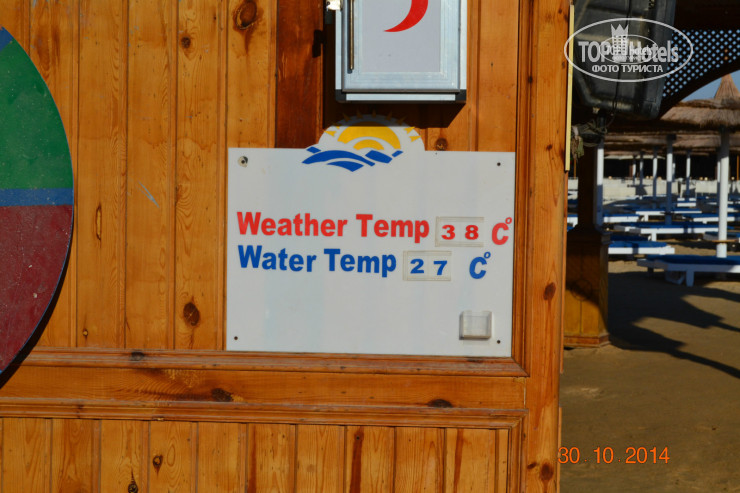 TOPHotels
ФОТО ТУРИСТА
Weather Temp 38 C°
Water Temp 27 C°
30 10 2014